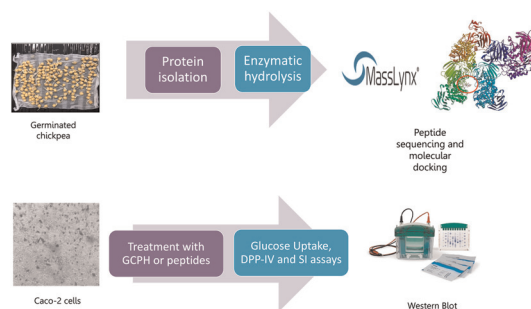 Protein
isolation
Enzymatic
hydrolysis
MassLynx®
Germinated
chickpea
Peptide
sequencing and
molecular
docking
Treatment with
GCPH or peptides
Glucose Uptake,
DPP-IV and SI assays
Caco-2 cells
Western Blot